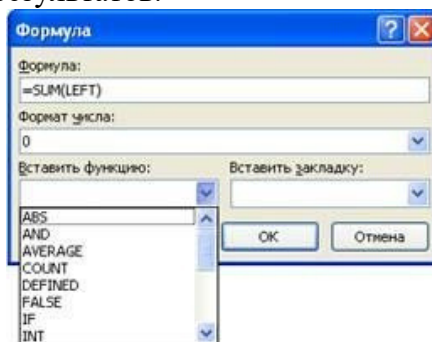 Формула
Формула:
=SUM(LEFT)
Формат числа:
0
Вставить функцию: Вставить закладку:
ABS
AND
AVERAGE
COUNT
DEFINED
FALSE
IF
INT
OK Отмена